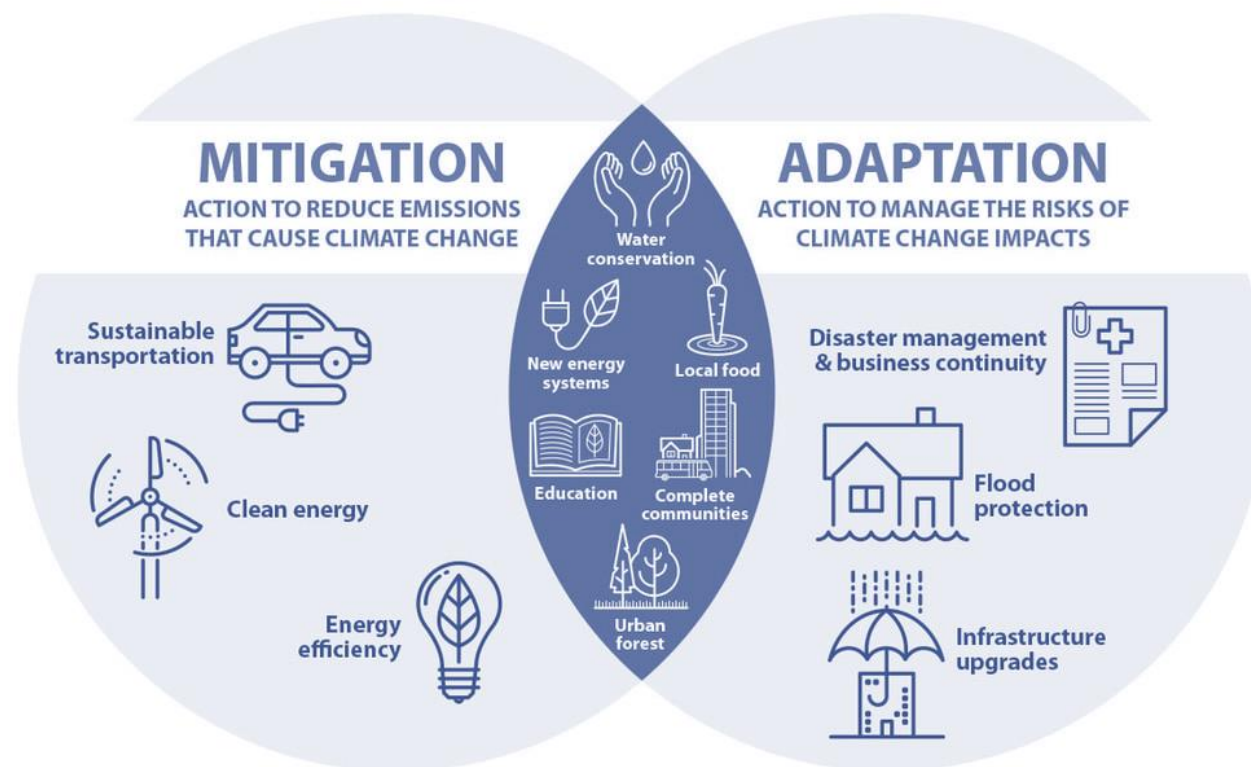 MITIGATION
ACTION TO REDUCE EMISSIONS
THAT CAUSE CLIMATE CHANGE
Sustainable
transportation
Clean energy
Energy
efficiency
Water
conservation
New energy
systems
Local food
Education
Complete
communities
Urban
forest
ADAPTATION
ACTION TO MANAGE THE RISKS OF
CLIMATE CHANGE IMPACTS
Disaster management
& business continuity
Flood
protection
Infrastructure
upgrades